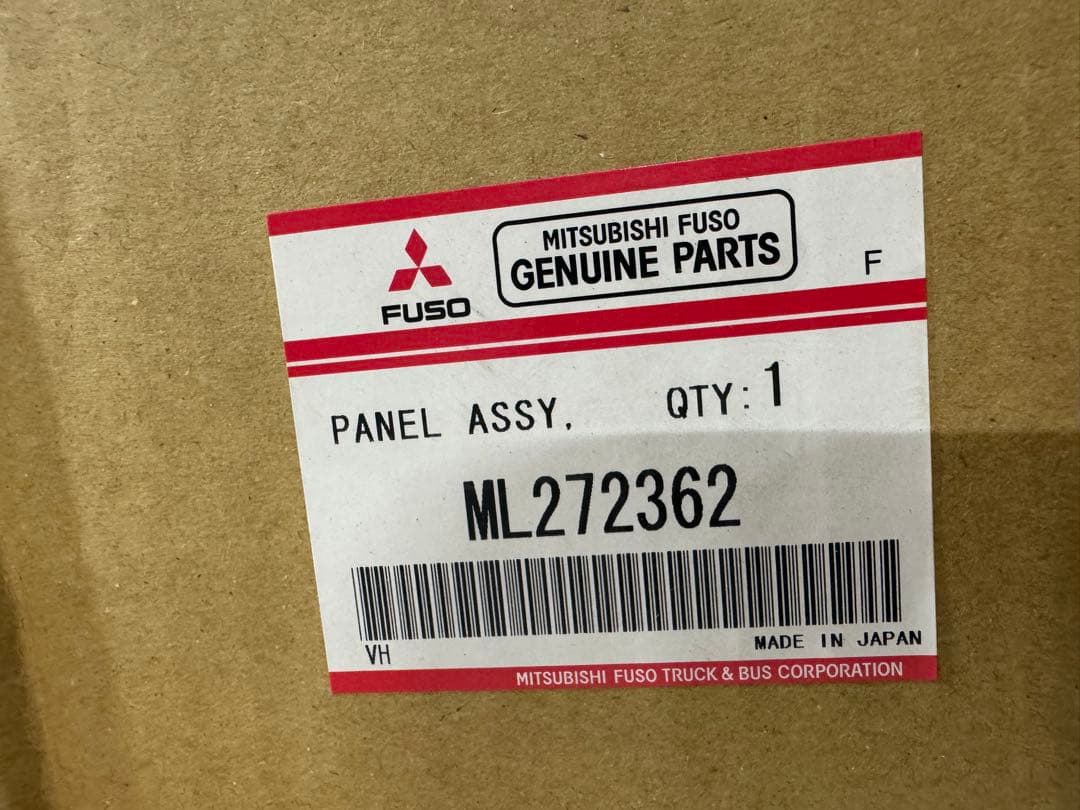 MITSUBISHI FUSO
GENUINE PARTS
F
FUSO
PANEL ASSY, QTY: 1
ML272362
VH
MADE IN JAPAN
MITSUBISHI FUSO TRUCK & BUS CORPORATION